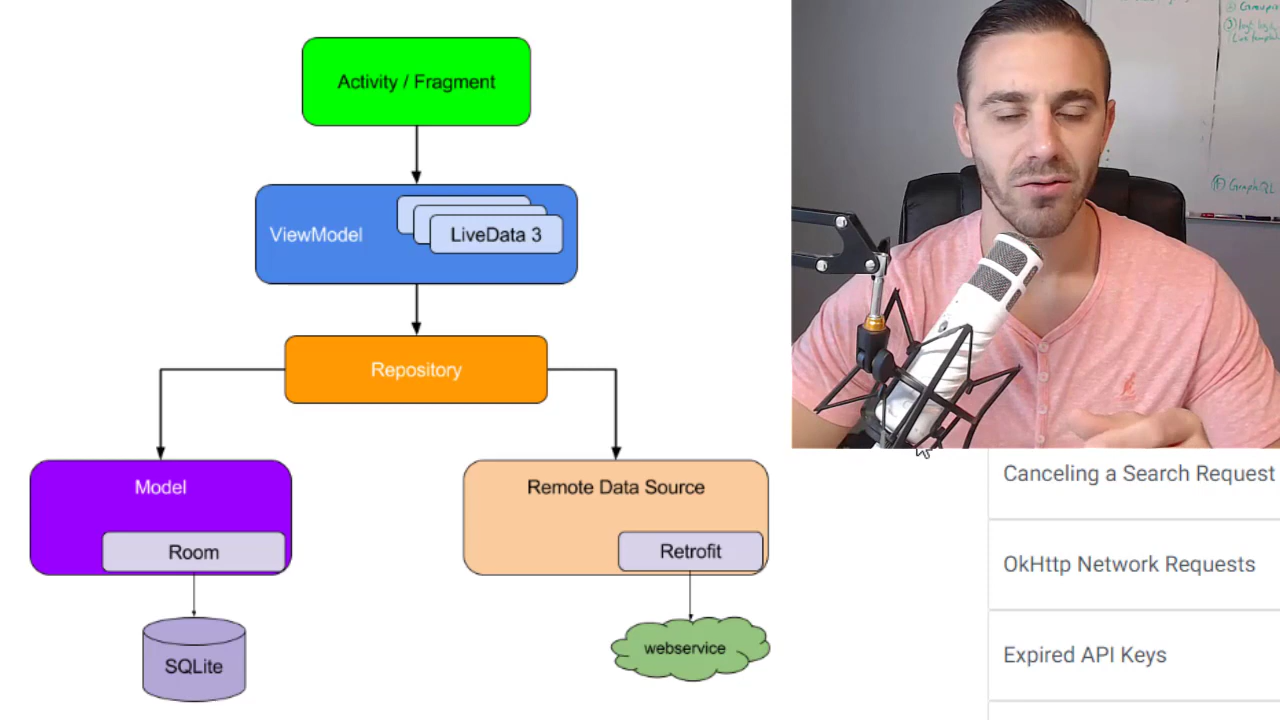 Activity / Fragment
ViewModel
LiveData 3
Repository
Model
Room
SQLite
Remote Data Source
Retrofit
webservice
GraphQL
Canceling a Search Request
OkHttp Network Requests
Expired API Keys